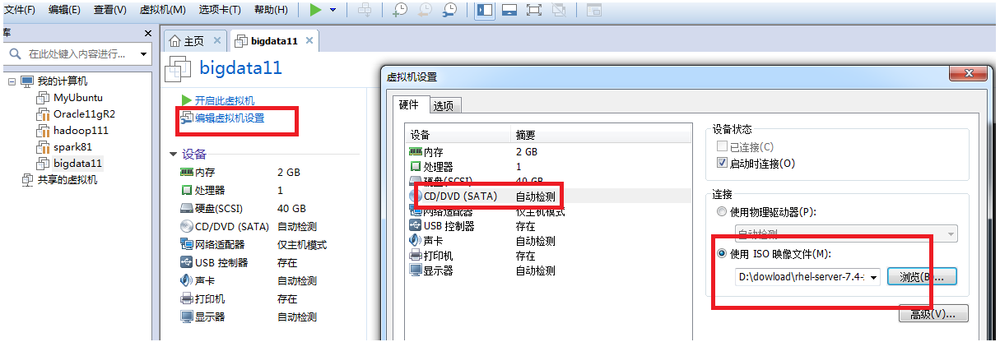 文件(F) 编辑(E) 查看(V) 虚拟机(M) 选项卡(T) 帮助(H)
库
在此处键入内容进行...
我的计算机
MyUbuntu
Oracle11gR2
hadoop111
spark81
bigdata11
共享的虚拟机
主页 bigdata11
bigdata11
开启此虚拟机
编辑虚拟机设置
设备
内存 2 GB
处理器 1
硬盘(SCSI) 40 GB
CD/DVD (SATA) 自动检测
网络适配器 仅主机模式
USB 控制器 存在
声卡 自动检测
打印机 存在
显示器 自动检测
虚拟机设置
硬件 选项
设备 摘要
内存 2 GB
处理器 1
硬盘(SCSI) 40 GB
CD/DVD (SATA) 自动检测
网络适配器 仅主机模式
USB 控制器 存在
声卡 自动检测
打印机 存在
显示器 自动检测
设备状态
已连接(C)
启动时连接(O)
连接
使用物理驱动器(P):
自动检测
使用 ISO 映像文件(M):
D:\dowload\rhel-server-7.4-
浏览(B)...
高级(V)...